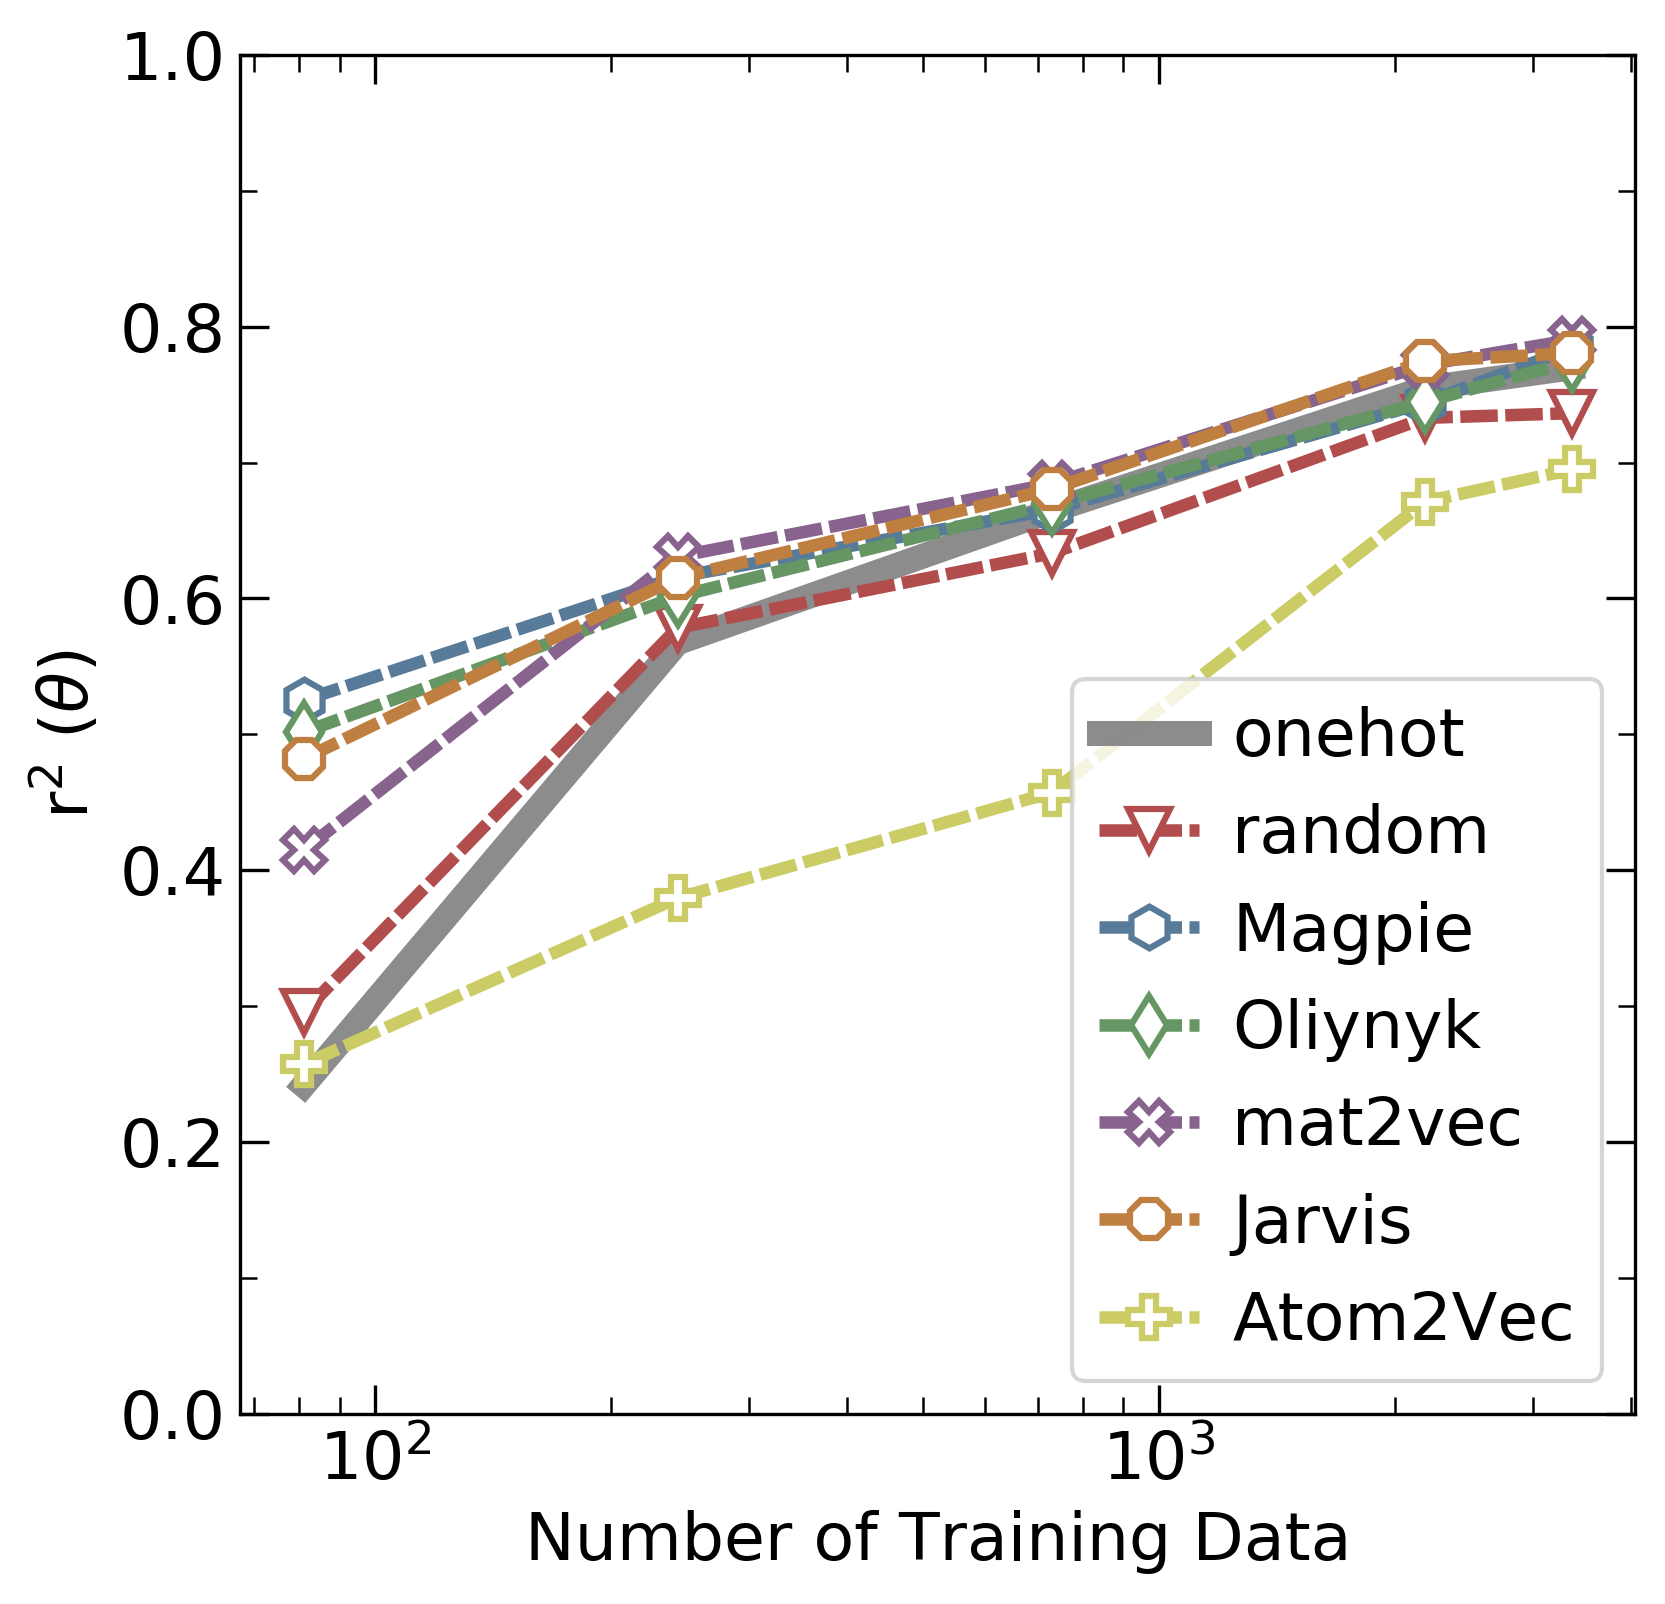 r² (θ)
1.0
0.8
0.6
0.4
0.2
0.0
10²
10³
Number of Training Data
onehot
random
Magpie
Oliynyk
mat2vec
Jarvis
Atom2Vec